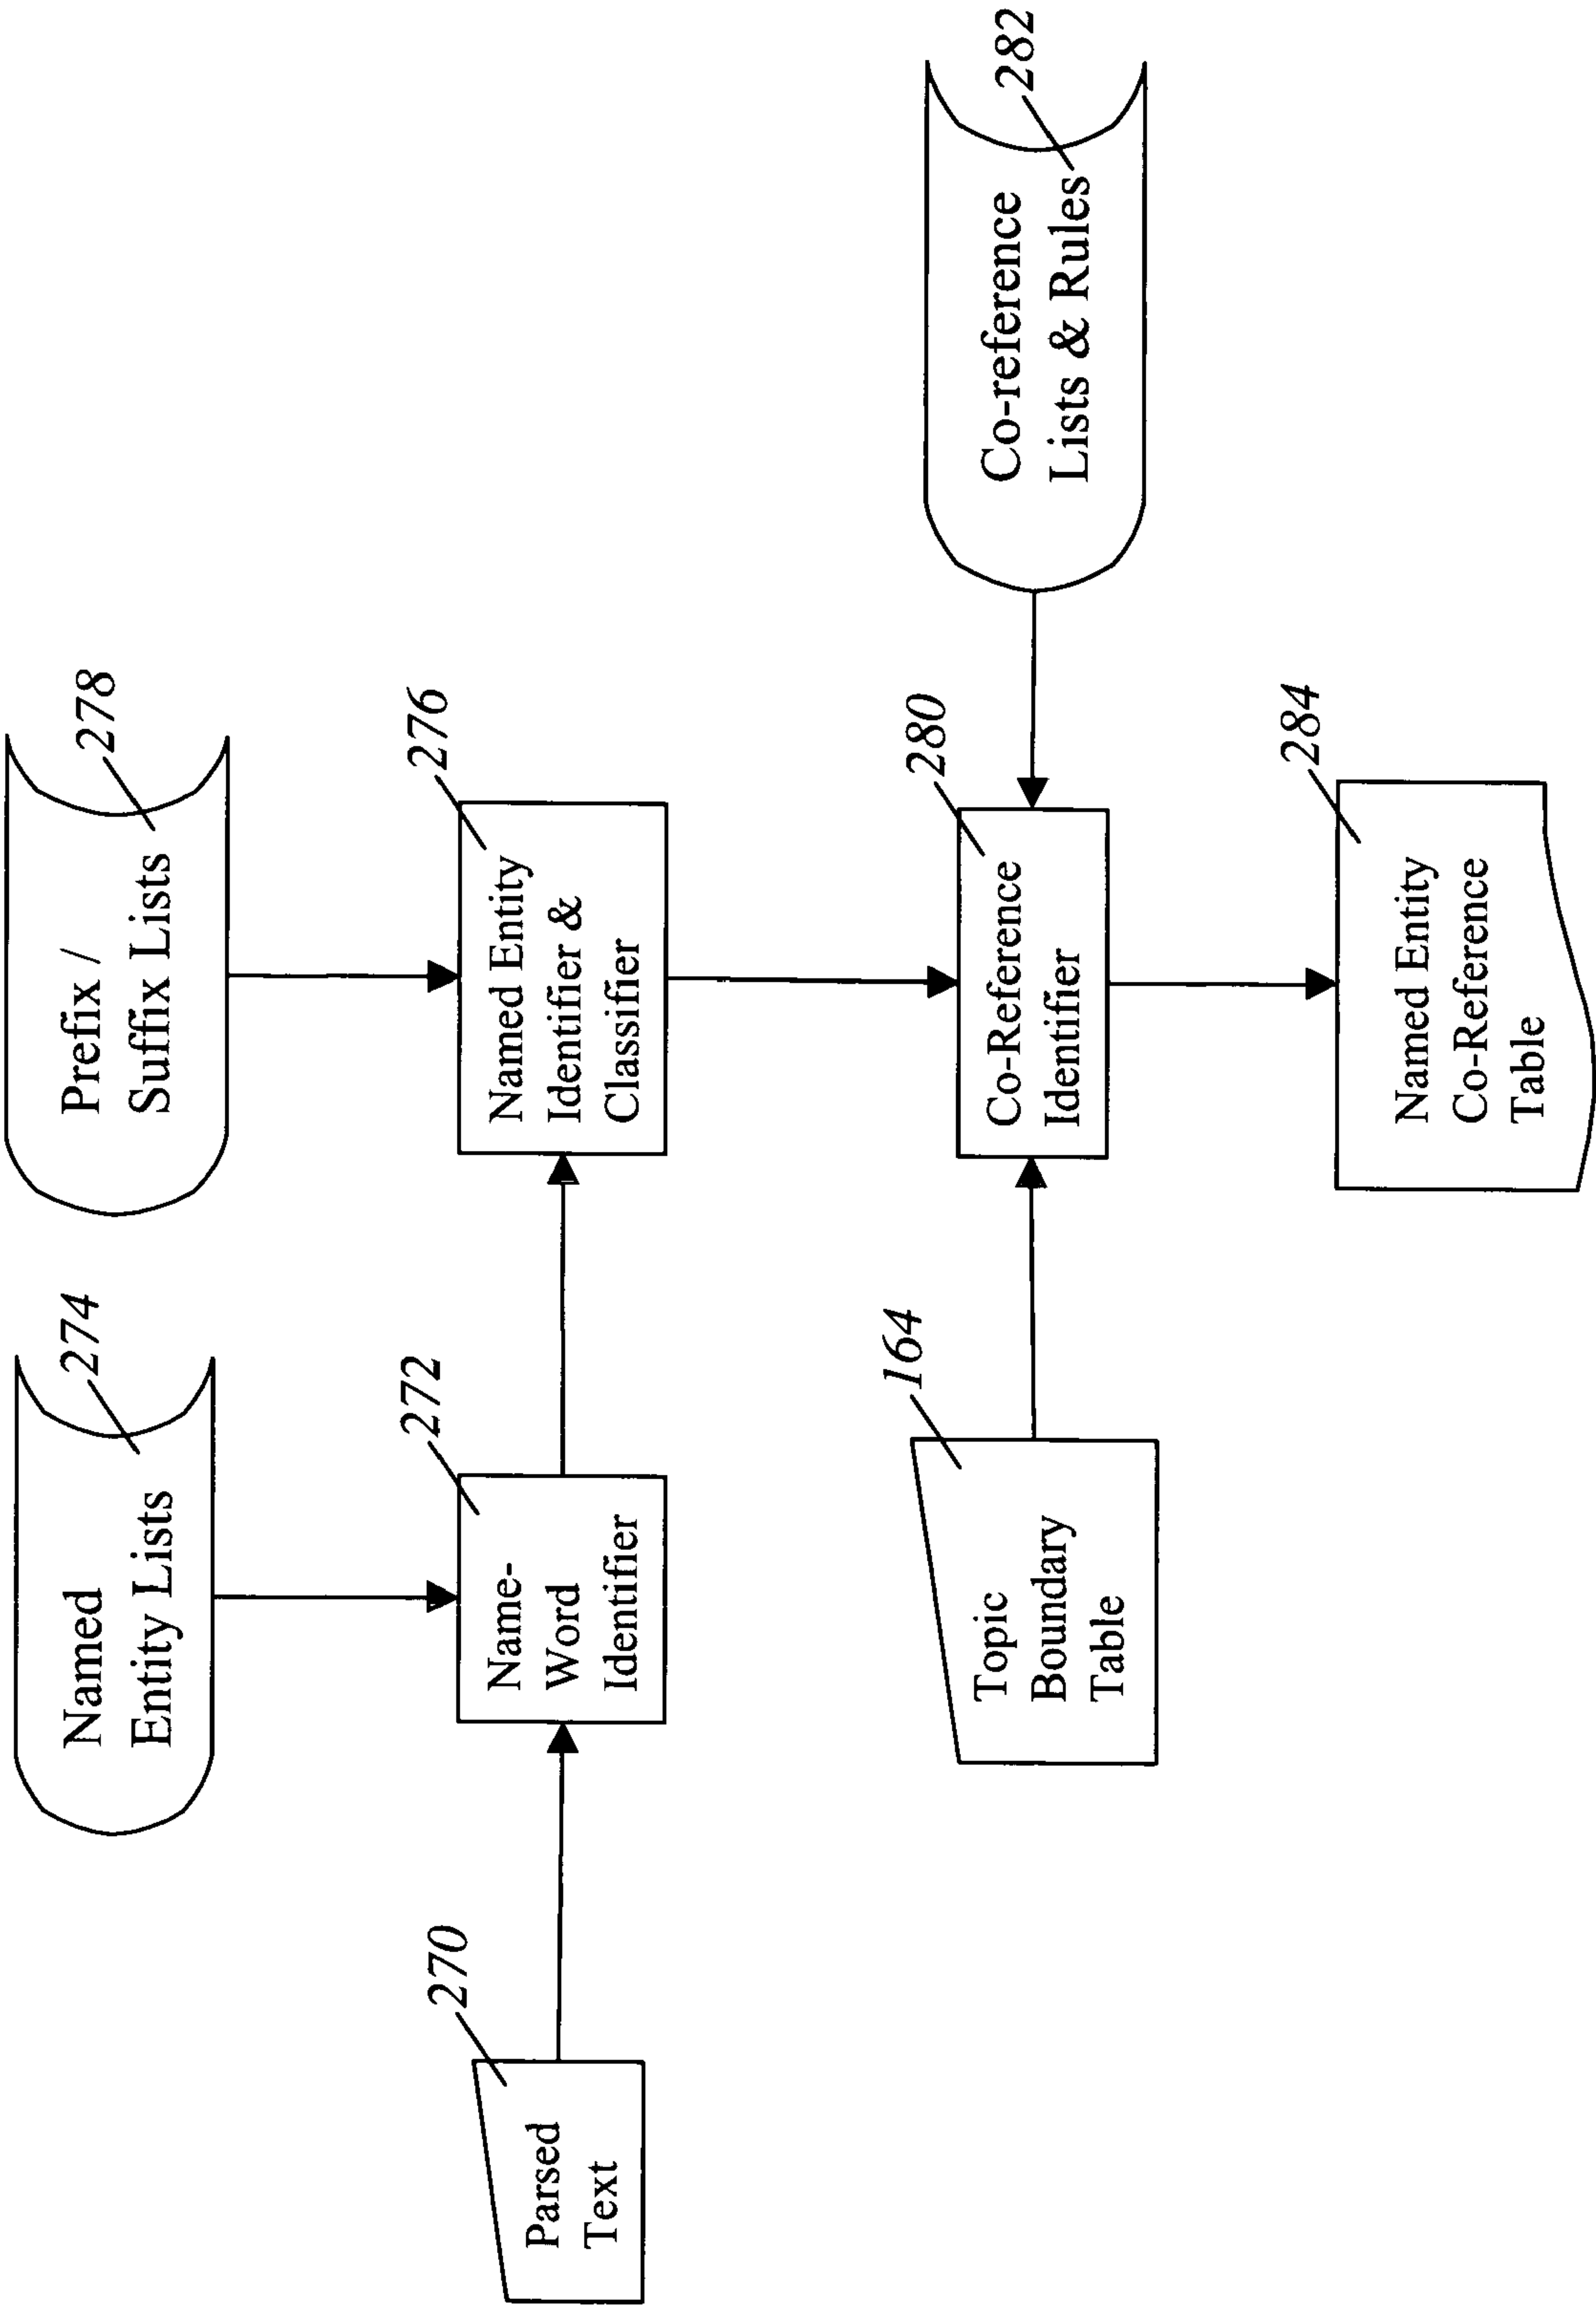 274
Named
Entity Lists
278
Prefix /
Suffix Lists
270
Parsed
Text
272
Name-
Word
Identifier
276
Named Entity
Identifier &
Classifier
164
Topic
Boundary
Table
280
Co-Reference
Identifier
282
Co-reference
Lists & Rules
284
Named Entity
Co-Reference
Table